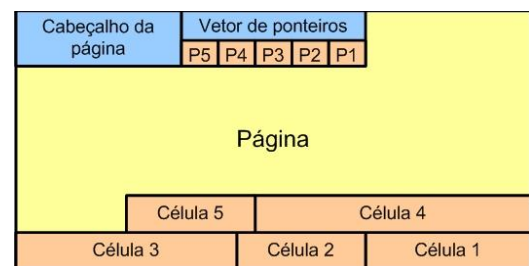 Cabeçalho da
página
Vetor de ponteiros
P5 P4 P3 P2 P1
Página
Célula 5 Célula 4
Célula 3 Célula 2 Célula 1